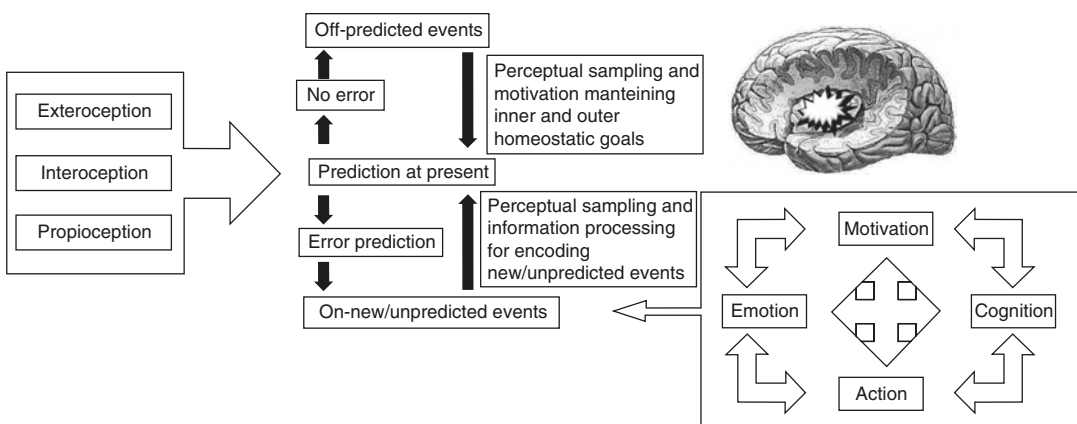 Exteroception
Interoception
Propioception
Off-predicted events
No error
Perceptual sampling and
motivation manteining
inner and outer
homeostatic goals
Prediction at present
Error prediction
Perceptual sampling and
information processing
for encoding
new/unpredicted events
On-new/unpredicted events
Motivation
Emotion
Cognition
Action